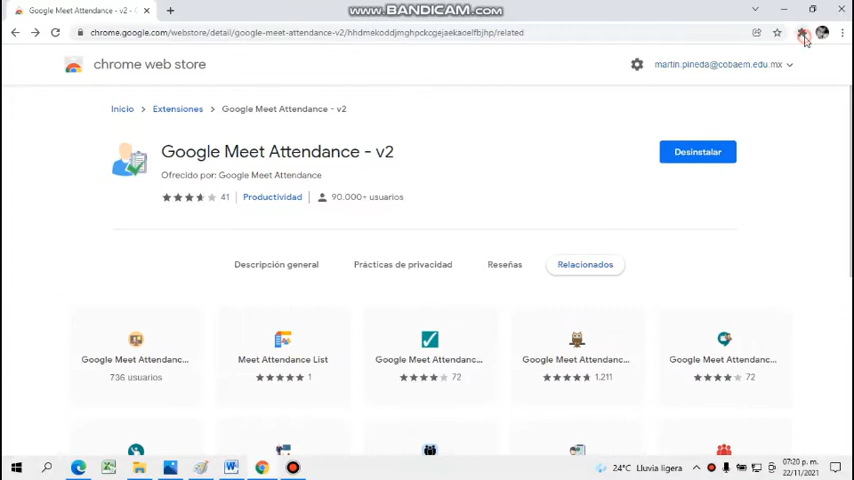 www.BANDICAM.com
Google Meet Attendance - v2 - C
chrome.google.com/webstore/detail/google-meet-attendance-v2/hhdmekoddjmghpckcgejaekaoelfbjhp/related
chrome web store
martin.pineda@cobaem.edu.mx
Inicio > Extensiones > Google Meet Attendance - v2
Google Meet Attendance - v2
Desinstalar
Ofrecido por: Google Meet Attendance
41 | Productividad | 90.000+ usuarios
Descripción general Prácticas de privacidad Reseñas Relacionados
Google Meet Attendanc... Meet Attendance List Google Meet Attendanc... Google Meet Attendanc... Google Meet Attendanc...
736 usuarios 1 72 1.211 72
24°C Lluvia ligera
07:20 p. m.
22/11/2021